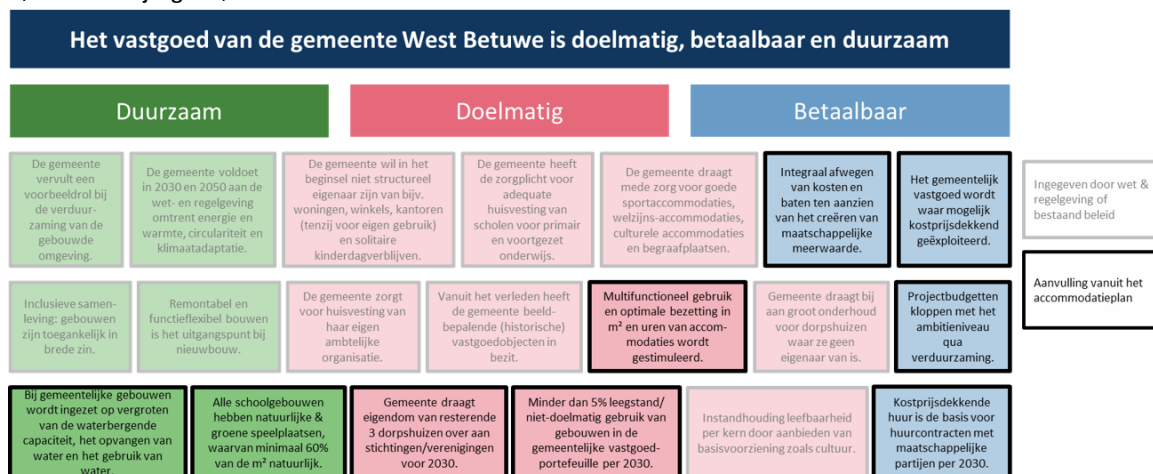 Het vastgoed van de gemeente West Betuwe is doelmatig, betaalbaar en duurzaam
Duurzaam
Doelmatig
Betaalbaar
De gemeente
vervult een
voorbeeldrol bij
de verduur-
zaming van de
gebouwde
omgeving.
De gemeente voldoet
in 2030 en 2050 aan de
wet- en regelgeving
omtrent energie en
warmte, circulariteit en
klimaatadaptatie.
De gemeente wil in het
beginsel niet structureel
eigenaar zijn van bijv.
woningen, winkels, kantoren
(tenzij voor eigen gebruik)
en solitaire
kinderdagverblijven.
De gemeente heeft
de zorgplicht voor
adequate
huisvesting van
scholen voor primair
en voortgezet
onderwijs.
De gemeente draagt
mede zorg voor goede
sportaccommodaties,
welzijns-accommodaties,
culturele accommodaties
en begraafplaatsen.
Integraal afwegen
van kosten en
baten ten aanzien
van het creëren van
maatschappelijke
meerwaarde.
Het gemeentelijk
vastgoed wordt
waar mogelijk
kostprijsdekkend
geëxploiteerd.
Ingegeven door wet &
regelgeving of
bestaand beleid
Inclusieve samen-
leving: gebouwen
zijn toegankelijk in
brede zin.
Remontabel en
functieflexibel bouwen
is het uitgangspunt bij
nieuwbouw.
De gemeente zorgt
voor huisvesting van
haar eigen
ambtelijke
organisatie.
Vanuit het verleden heeft
de gemeente beeld-
bepalende (historische)
vastgoedobjecten in
bezit.
Multifunctioneel gebruik
en optimale bezetting in
m² en uren van accom-
modaties wordt
gestimuleerd.
Gemeente draagt bij
aan groot onderhoud
voor dorpshuizen
waar ze geen
eigenaar van is.
Projectbudgetten
kloppen met het
ambitieniveau
qua
verduurzaming.
Aanvulling vanuit het
accommodatieplan
Bij gemeentelijke gebouwen
wordt ingezet op vergroten
van de waterbergende
capaciteit, het opvangen van
water en het gebruik van
water.
Alle schoolgebouwen
hebben natuurlijke &
groene speelplaatsen,
waarvan minimaal 60%
van de m² natuurlijk.
Gemeente draagt
eigendom van resterende
3 dorpshuizen over aan
stichtingen/verenigingen
voor 2030.
Minder dan 5% leegstand/
niet-doelmatig gebruik van
gebouwen in de
gemeentelijke vastgoed-
portefeuille per 2030.
Instandhouding leefbaarheid
per kern door aanbieden van
basisvoorziening zoals cultuur.
Kostprijsdekkende
huur is de basis voor
huurcontracten met
maatschappelijke
partijen per 2030.